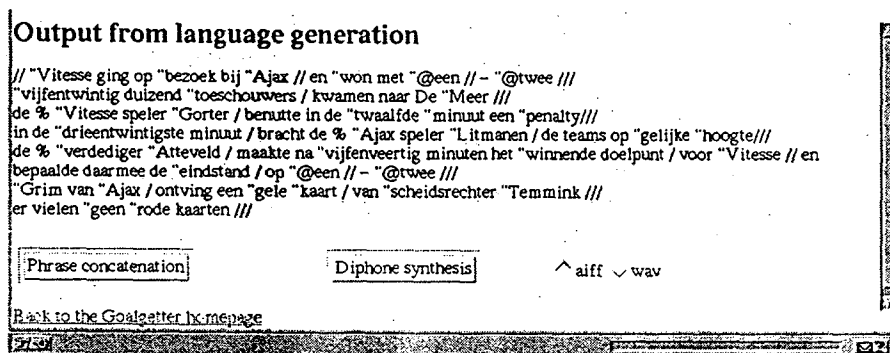 Output from language generation
// "Vitesse ging op "bezoek bij "Ajax // en "won met "@een // – "@twee ///
"vijfentwintig duizend "toeschouwers / kwamen naar De "Meer ///
de % "Vitesse speler "Gorter / benutte in de "twaalfde "minuut een "penalty///
in de "drieentwintigste minuut / bracht de % "Ajax speler "Litmanen / de teams op "gelijke "hoogte///
de % "verdediger "Atteveld / maakte na "vijfenveertig minuten het "winnende doelpunt / voor "Vitesse // en
bepaalde daarmee de "eindstand / op "@een // – "@twee ///
"Grim van "Ajax / ontving een "gele "kaart / van "scheidsrechter "Temmink ///
er vielen "geen "rode kaarten ///
Phrase concatenation Diphone synthesis aiff wav
Back to the Goalgetter homepage